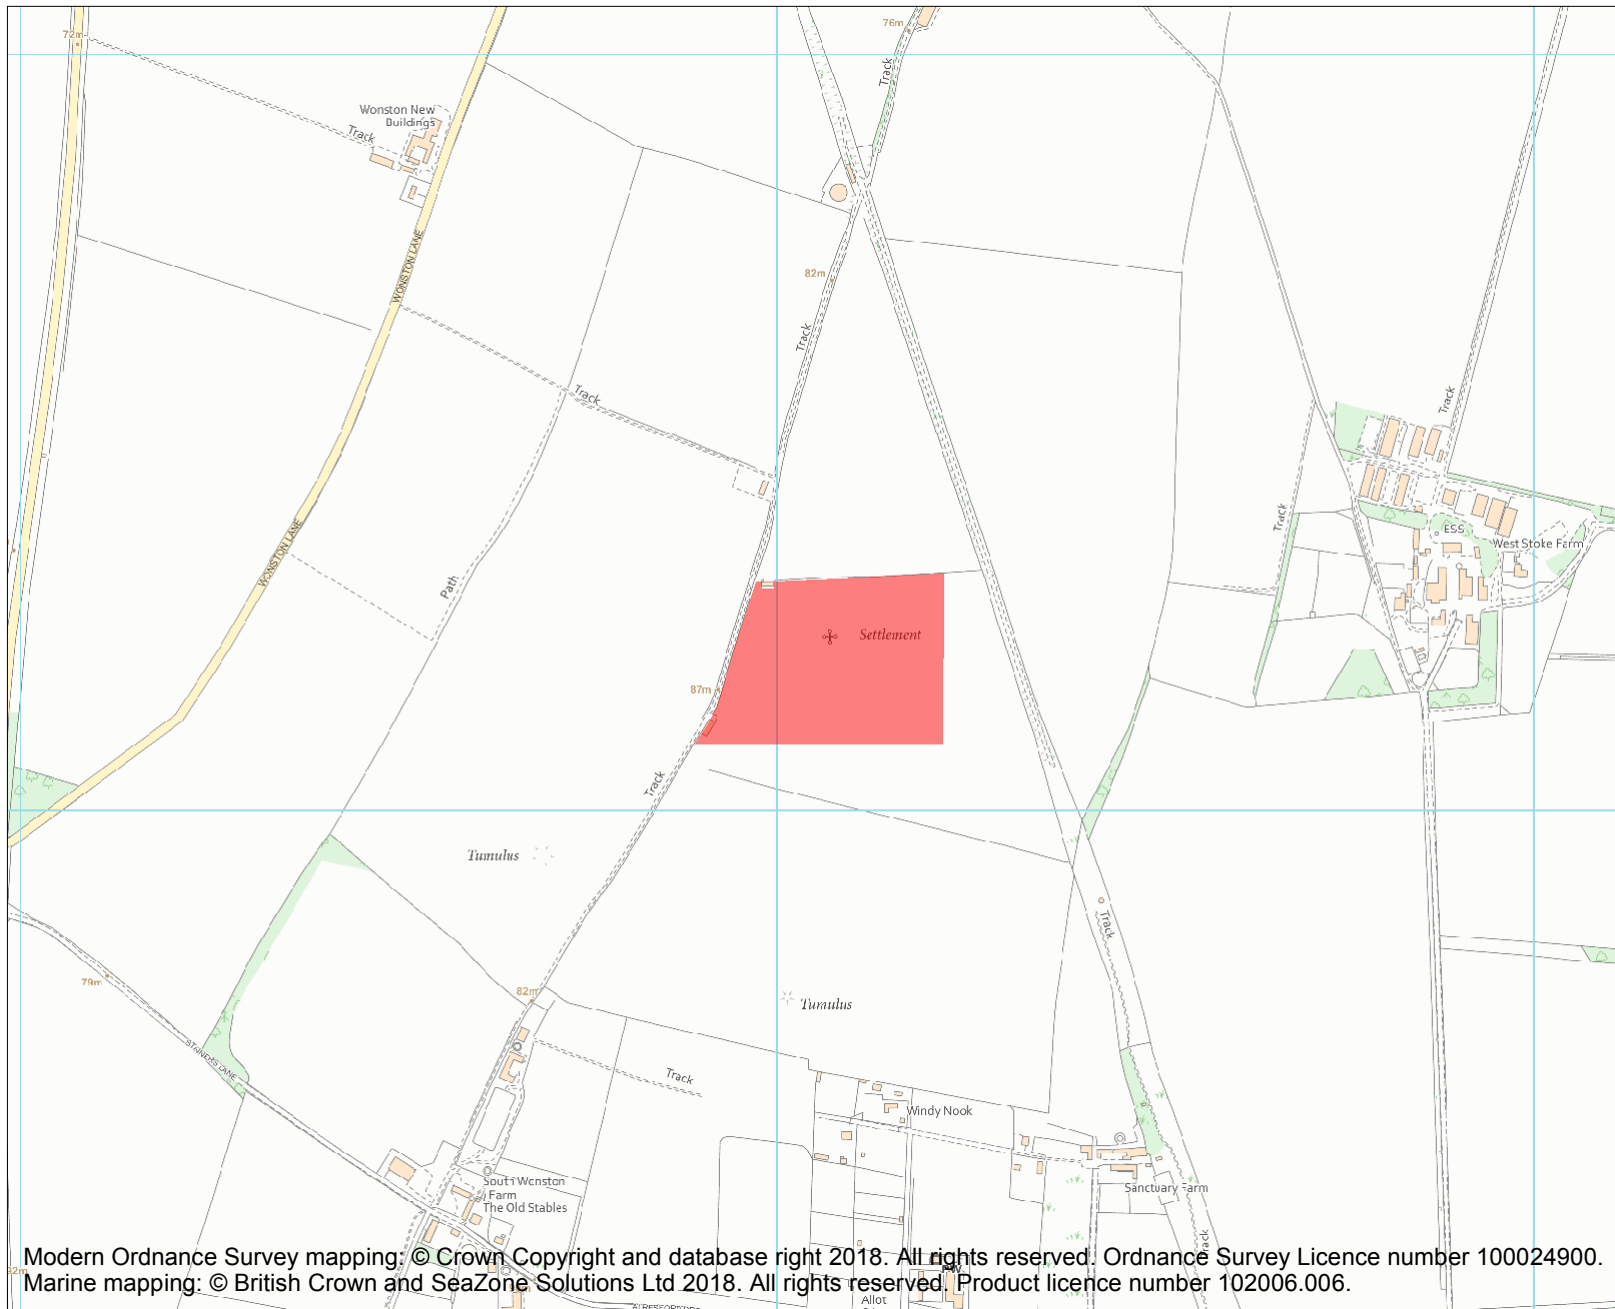 72m
76m
Track
Wonston New
Buildings
Track
WONSTON LANE
82m
Track
Track
Track
Track
ESS
West Stoke Farm
WONSTON LANE
Path
Settlement
87m
Track
Tumulus
Track
79m
82m
Tumulus
STAINERS LANE
Track
Windy Nook
South Wonston
Farm
The Old Stables
Sanctuary Farm
Track
Modern Ordnance Survey mapping: © Crown Copyright and database right 2018. All rights reserved. Ordnance Survey Licence number 100024900.
Marine mapping: © British Crown and SeaZone Solutions Ltd 2018. All rights reserved. Product licence number 102006.006.
Allot